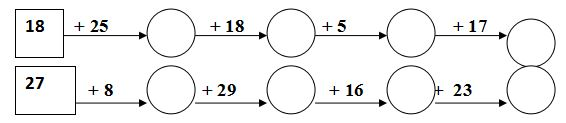 18 + 25 + 18 + 5 + 17
27 + 8 + 29 + 16 + 23